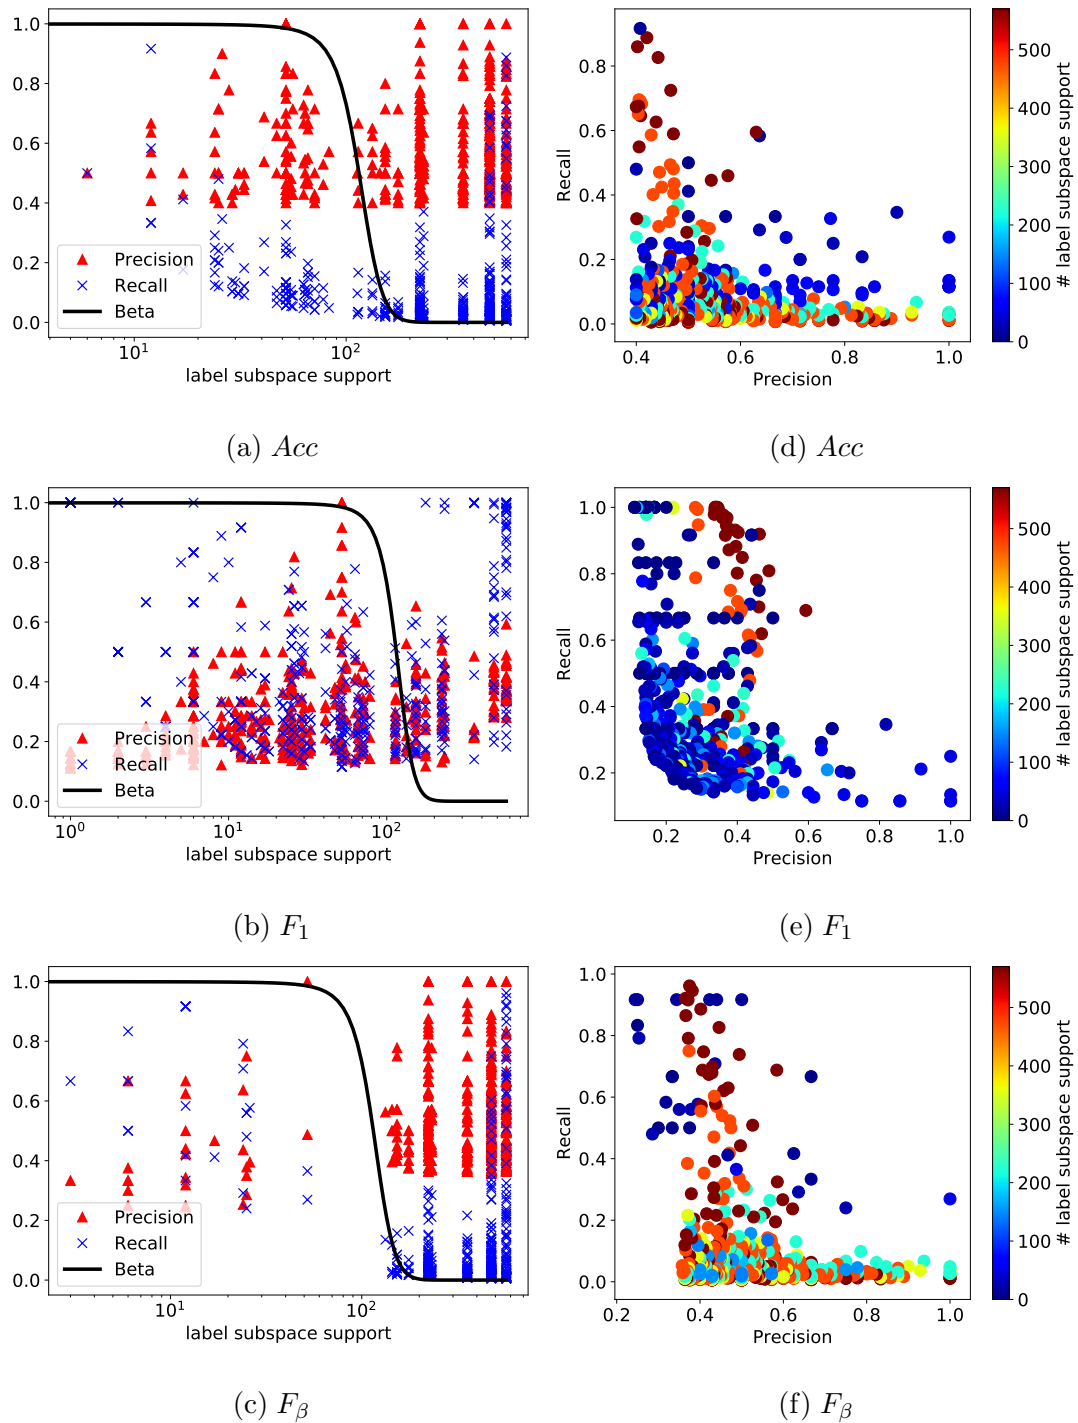 1.0
0.8
0.6
0.4
0.2
0.0
Precision
Recall
Beta
10¹
10²
label subspace support
(a) Acc
Recall
0.8
0.6
0.4
0.2
0.0
0.4
0.6
0.8
1.0
Precision
500
400
300
200
100
0
# label subspace support
(d) Acc
1.0
0.8
0.6
0.4
0.2
0.0
Precision
Recall
Beta
10⁰
10¹
10²
label subspace support
(b) F₁
Recall
1.0
0.8
0.6
0.4
0.2
0.2
0.4
0.6
0.8
1.0
Precision
500
400
300
200
100
0
# label subspace support
(e) F₁
1.0
0.8
0.6
0.4
0.2
0.0
Precision
Recall
Beta
10¹
10²
label subspace support
(c) Fᵦ
Recall
1.0
0.8
0.6
0.4
0.2
0.0
0.2
0.4
0.6
0.8
1.0
Precision
500
400
300
200
100
0
# label subspace support
(f) Fᵦ